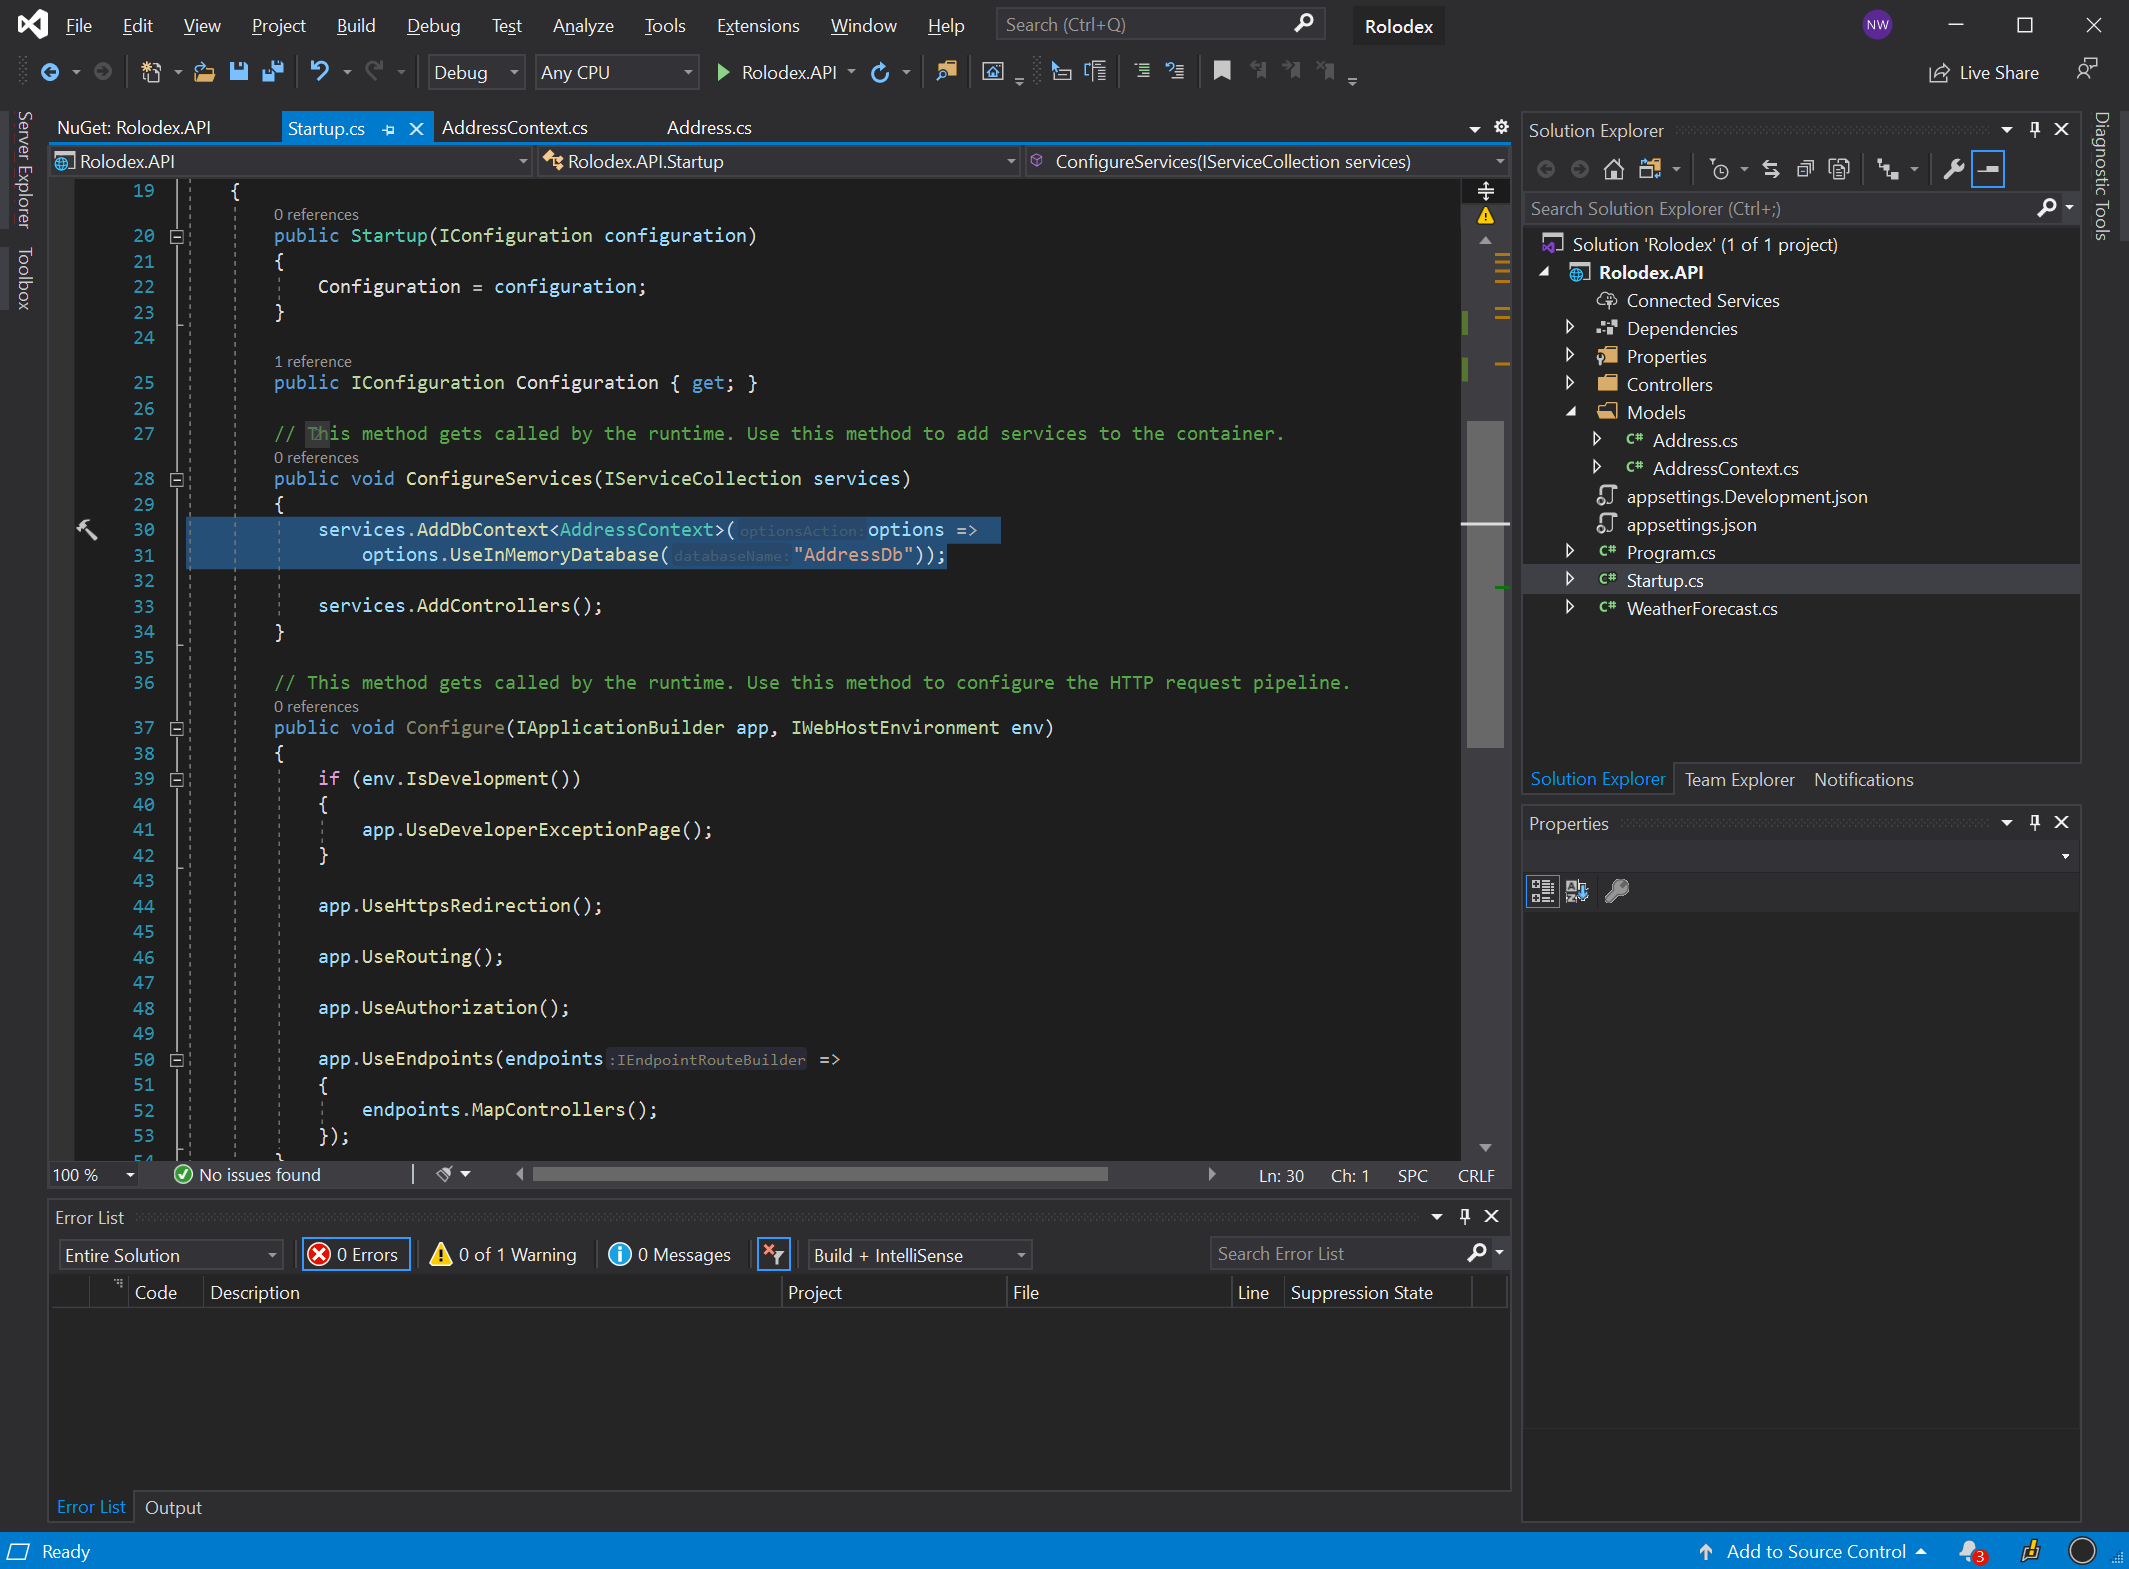 File Edit View Project Build Debug Test Analyze Tools Extensions Window Help Search (Ctrl+Q) Rolodex NW
Debug Any CPU Rolodex.API Live Share
Server Explorer
Toolbox
NuGet: Rolodex.API Startup.cs AddressContext.cs Address.cs
Rolodex.API Rolodex.API.Startup ConfigureServices(IServiceCollection services)
19 {
0 references
20 public Startup(IConfiguration configuration)
21 {
22 Configuration = configuration;
23 }
24
1 reference
25 public IConfiguration Configuration { get; }
26
27 // This method gets called by the runtime. Use this method to add services to the container.
0 references
28 public void ConfigureServices(IServiceCollection services)
29 {
30 services.AddDbContext<AddressContext>(optionsAction: options =>
31 options.UseInMemoryDatabase(databaseName: "AddressDb"));
32
33 services.AddControllers();
34 }
35
36 // This method gets called by the runtime. Use this method to configure the HTTP request pipeline.
0 references
37 public void Configure(IApplicationBuilder app, IWebHostEnvironment env)
38 {
39 if (env.IsDevelopment())
40 {
41 app.UseDeveloperExceptionPage();
42 }
43
44 app.UseHttpsRedirection();
45
46 app.UseRouting();
47
48 app.UseAuthorization();
49
50 app.UseEndpoints(endpoints :IEndpointRouteBuilder =>
51 {
52 endpoints.MapControllers();
53 });
54 }
100 % No issues found Ln: 30 Ch: 1 SPC CRLF
Error List
Entire Solution 0 Errors 0 of 1 Warning 0 Messages Build + IntelliSense Search Error List
Code Description Project File Line Suppression State
Error List Output
Solution Explorer
Search Solution Explorer (Ctrl+;)
Solution 'Rolodex' (1 of 1 project)
Rolodex.API
Connected Services
Dependencies
Properties
Controllers
Models
C# Address.cs
C# AddressContext.cs
appsettings.Development.json
appsettings.json
C# Program.cs
C# Startup.cs
C# WeatherForecast.cs
Solution Explorer Team Explorer Notifications
Properties
Diagnostic Tools
Ready Add to Source Control 3